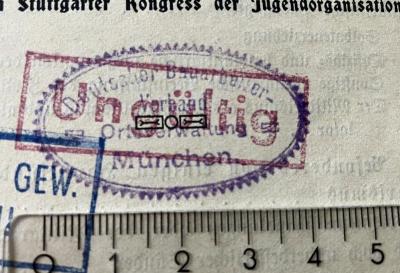 Stuttgarter Kongress der Jugendorganisation
Deutscher Bauarbeiter-
Verband
Ungültig
Ortsverwaltung
München
GEW.
0 1 2 3 4 5